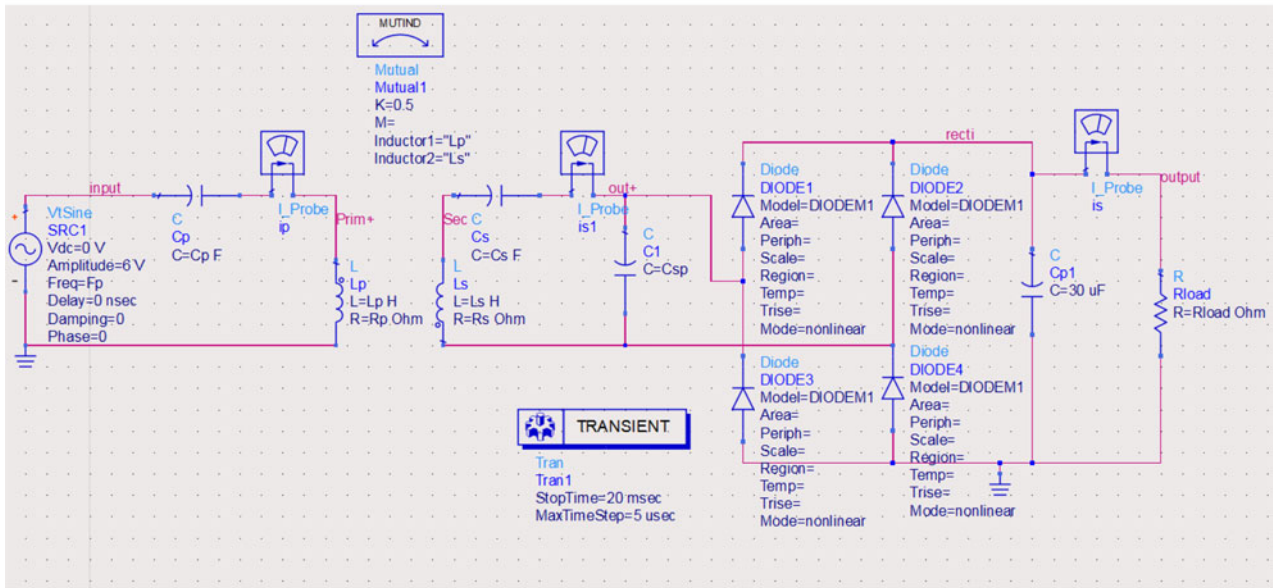 MUTIND
Mutual
Mutual1
K=0.5
M=
Inductor1="Lp"
Inductor2="Ls"
input
VtSine
SRC1
Vdc=0 V
Amplitude=6 V
Freq=Fp
Delay=0 nsec
Damping=0
Phase=0
C
Cp
C=Cp F
I_Probe
ip
Prim+
L
Lp
L=Lp H
R=Rp Ohm
Sec
C
Cs
C=Cs F
L
Ls
L=Ls H
R=Rs Ohm
I_Probe
is1
out+
C
C1
C=Csp
Diode
DIODE1
Model=DIODEM1
Area=
Periph=
Scale=
Region=
Temp=
Trise=
Mode=nonlinear
Diode
DIODE2
Model=DIODEM1
Area=
Periph=
Scale=
Region=
Temp=
Trise=
Mode=nonlinear
Diode
DIODE3
Model=DIODEM1
Area=
Periph=
Scale=
Region=
Temp=
Trise=
Mode=nonlinear
Diode
DIODE4
Model=DIODEM1
Area=
Periph=
Scale=
Region=
Temp=
Trise=
Mode=nonlinear
recti
I_Probe
is
output
C
Cp1
C=30 uF
R
Rload
R=Rload Ohm
TRANSIENT
Tran
Tran1
StopTime=20 msec
MaxTimeStep=5 usec